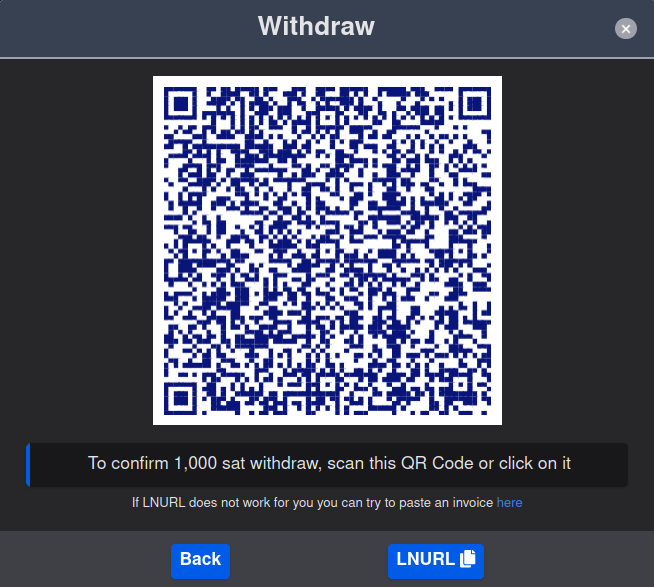 Withdraw
To confirm 1,000 sat withdraw, scan this QR Code or click on it
If LNURL does not work for you you can try to paste an invoice here
Back
LNURL